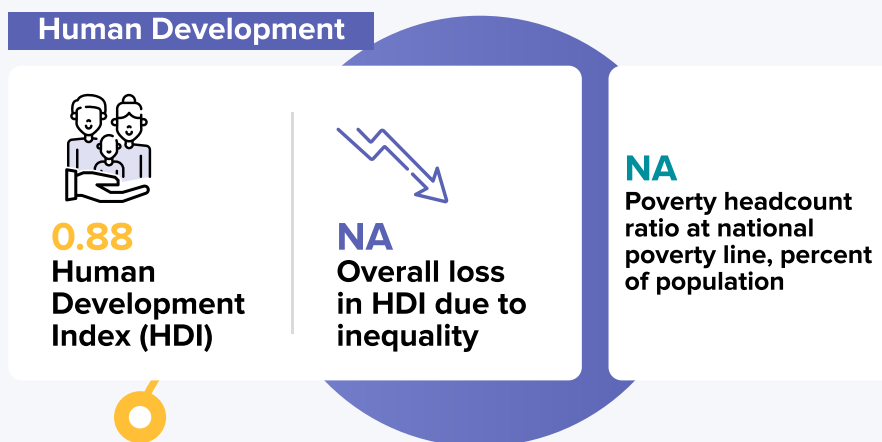 Human Development
0.88
Human
Development
Index (HDI)
NA
Overall loss
in HDI due to
inequality
NA
Poverty headcount
ratio at national
poverty line, percent
of population